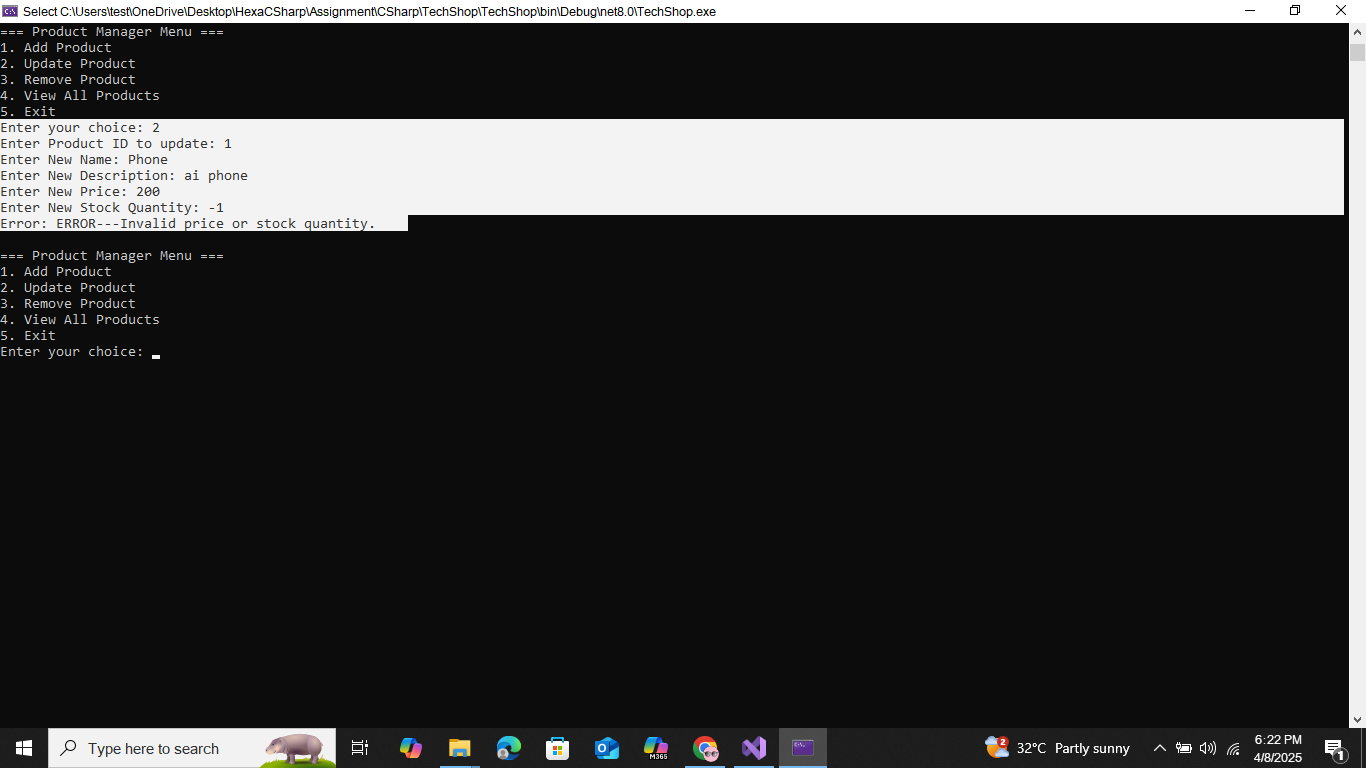 Select C:\Users\test\OneDrive\Desktop\HexaCSharp\Assignment\CSharp\TechShop\TechShop\bin\Debug\net8.0\TechShop.exe
=== Product Manager Menu ===
1. Add Product
2. Update Product
3. Remove Product
4. View All Products
5. Exit
Enter your choice: 2
Enter Product ID to update: 1
Enter New Name: Phone
Enter New Description: ai phone
Enter New Price: 200
Enter New Stock Quantity: -1
Error: ERROR---Invalid price or stock quantity.
=== Product Manager Menu ===
1. Add Product
2. Update Product
3. Remove Product
4. View All Products
5. Exit
Enter your choice:
Type here to search
M365
2
32°C Partly sunny
6:22 PM
4/8/2025
1